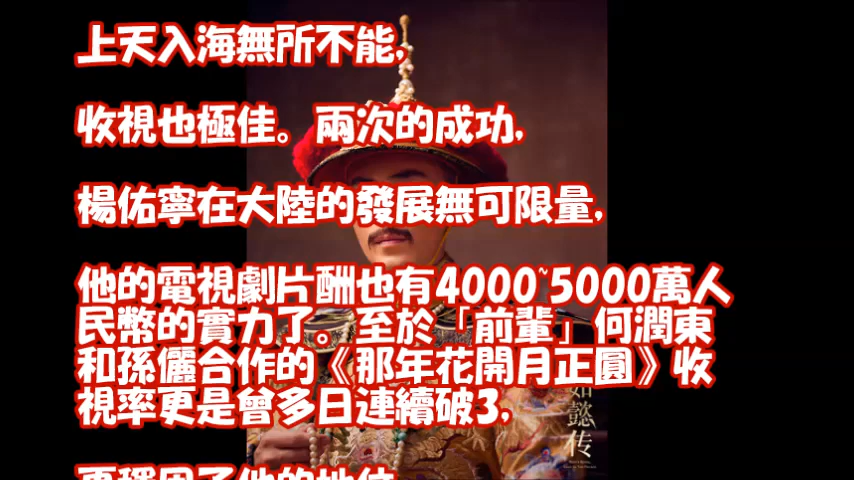 上天入海無所不能,
收視也極佳。兩次的成功,
楊佑寧在大陸的發展無可限量,
他的電視劇片酬也有4000~5000萬人
民幣的實力了。至於「前輩」何潤東
和孫儷合作的《那年花開月正圓》收
視率更是曾多日連續破3,
懿传